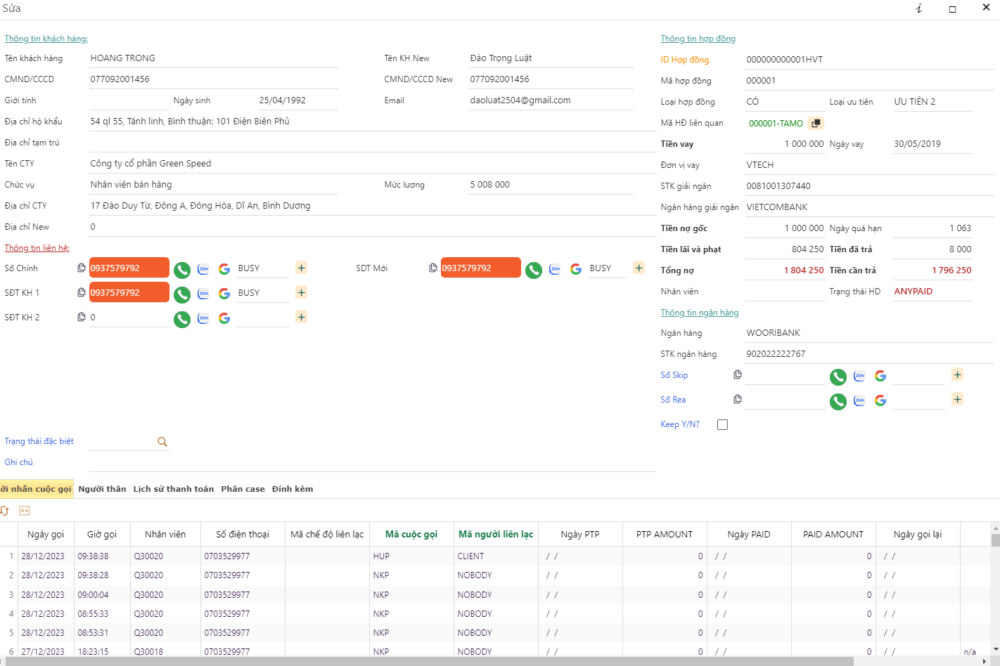 Sửa
Thông tin khách hàng:
Tên khách hàng HOANG TRONG Tên KH New Đào Trọng Luật
CMND/CCCD 077092001456 CMND/CCCD New 077092001456
Giới tính Ngày sinh 25/04/1992 Email daoluat2504@gmail.com
Địa chỉ hộ khẩu 54 ql 55, Tánh linh, Bình thuận: 101 Điện Biên Phủ
Địa chỉ tạm trú
Tên CTY Công ty cổ phần Green Speed
Chức vụ Nhân viên bán hàng Mức lương 5 008 000
Địa chỉ CTY 17 Đào Duy Từ, Đông A, Đông Hòa, Dĩ An, Bình Dương
Địa chỉ New 0
Thông tin liên hệ:
Số Chính 0937579792 Zalo BUSY + SDT Mới 0937579792 Zalo BUSY +
SĐT KH 1 0937579792 Zalo BUSY +
SĐT KH 2 0 Zalo +
Thông tin hợp đồng
ID Hợp đồng 000000000001HVT
Mã hợp đồng 000001
Loại hợp đồng CÓ Loại ưu tiên ƯU TIÊN 2
Mã HĐ liên quan 000001-TAMO
Tiền vay 1 000 000 Ngày vay 30/05/2019
Đơn vị vay VTECH
STK giải ngân 0081001307440
Ngân hàng giải ngân VIETCOMBANK
Tiền nợ gốc 1 000 000 Ngày quá hạn 1 063
Tiền lãi và phạt 804 250 Tiền đã trả 8 000
Tổng nợ 1 804 250 Tiền cần trả 1 796 250
Nhân viên Trạng thái HD ANYPAID
Thông tin ngân hàng
Ngân hàng WOORIBANK
STK ngân hàng 902022222767
Số Skip Zalo +
Số Rea Zalo +
Keep Y/N?
Trạng thái đặc biệt
Ghi chú
ời nhắn cuộc gọi Người thân Lịch sử thanh toán Phân case Đính kèm
Ngày gọi Giờ gọi Nhân viên Số điện thoại Mã chế độ liên lạc Mã cuộc gọi Mã người liên lạc Ngày PTP PTP AMOUNT Ngày PAID PAID AMOUNT Ngày gọi lại
1 28/12/2023 09:38:38 Q30020 0703529977 HUP CLIENT / / 0 / / 0 / /
2 28/12/2023 09:38:28 Q30020 0703529977 NKP NOBODY / / 0 / / 0 / /
3 28/12/2023 09:00:04 Q30020 0703529977 NKP NOBODY / / 0 / / 0 / /
4 28/12/2023 08:55:33 Q30020 0703529977 NKP NOBODY / / 0 / / 0 / /
5 28/12/2023 08:53:31 Q30020 0703529977 NKP NOBODY / / 0 / / 0 / /
6 27/12/2023 18:23:15 Q30018 0703529977 NKP NOBODY / / 0 / / 0 / / n/a